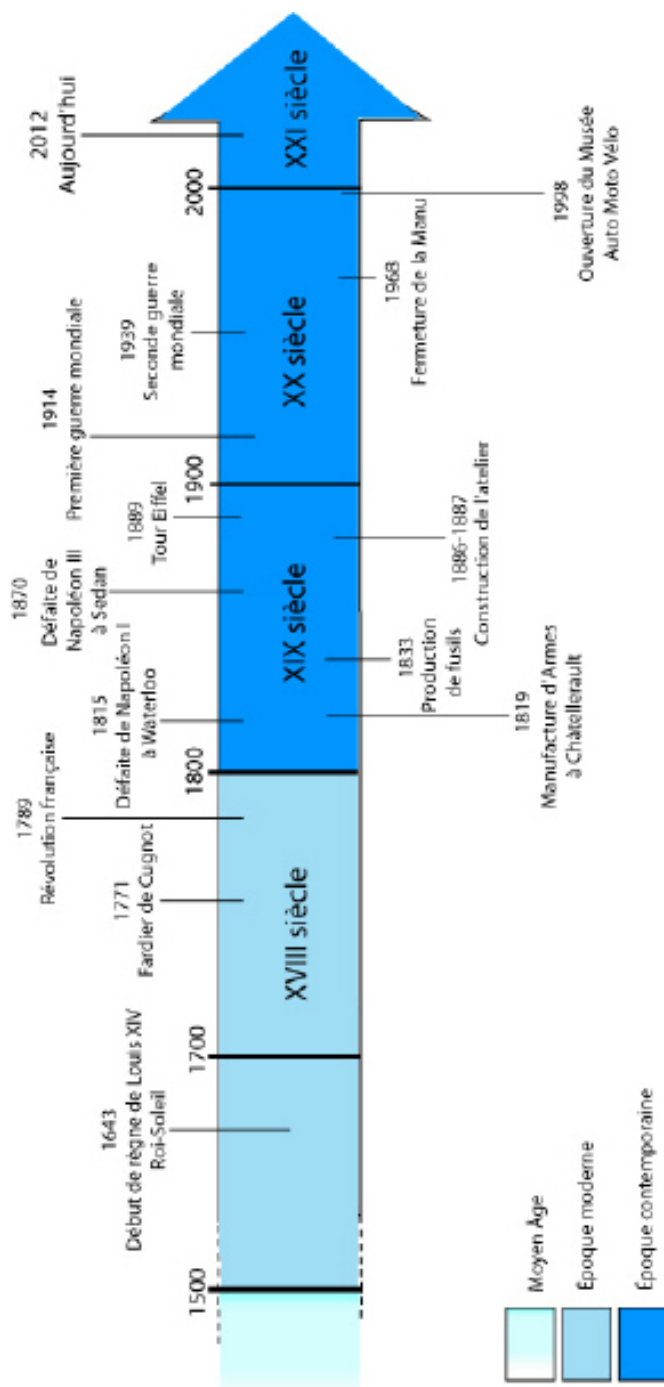 1643
Début de règne de Louis XIV
Roi-Soleil
1771
Fardier de Cugnot
1789
Révolution française
1815
Défaite de Napoléon I
à Waterloo
1870
Défaite de
Napoléon III
à Sedan
1889
Tour Eiffel
1914
Première guerre mondiale
1939
Seconde guerre
mondiale
2012
Aujourd'hui
1500
1700
1800
1900
2000
XVIII siècle
XIX siècle
XX siècle
XXI siècle
1819
Manufacture d'Armes
à Châtellerault
1833
Production
de fusils
1886-1887
Construction de l'atelier
1968
Fermeture de la Manu
1998
Ouverture du Musée
Auto Moto Vélo
Moyen Âge
Époque moderne
Époque contemporaine